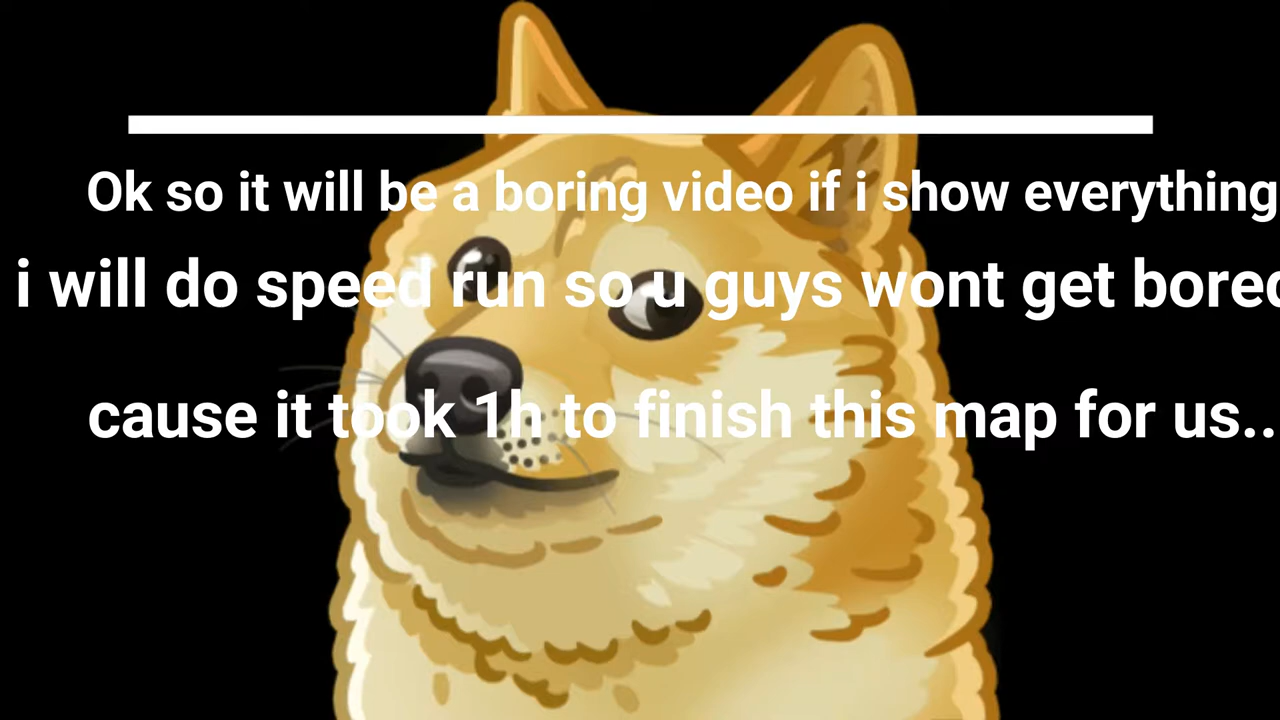 Ok so it will be a boring video if i show everything
i will do speed run so u guys wont get bored
cause it took 1h to finish this map for us..